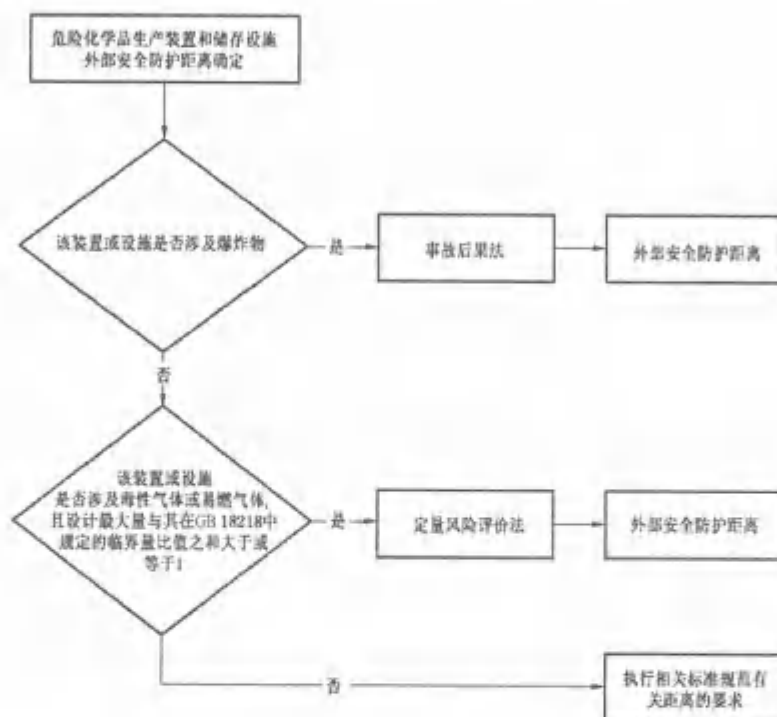 危险化学品生产装置和储存设施
外部安全防护距离确定
该装置或设施是否涉及爆炸物
是
事故后果法
外部安全防护距离
否
该装置或设施
是否涉及毒性气体或易燃气体,
且设计最大量与其在GB 18218中
规定的临界量比值之和大于或
等于1
是
定量风险评价法
外部安全防护距离
否
执行相关标准规范有
关距离的要求